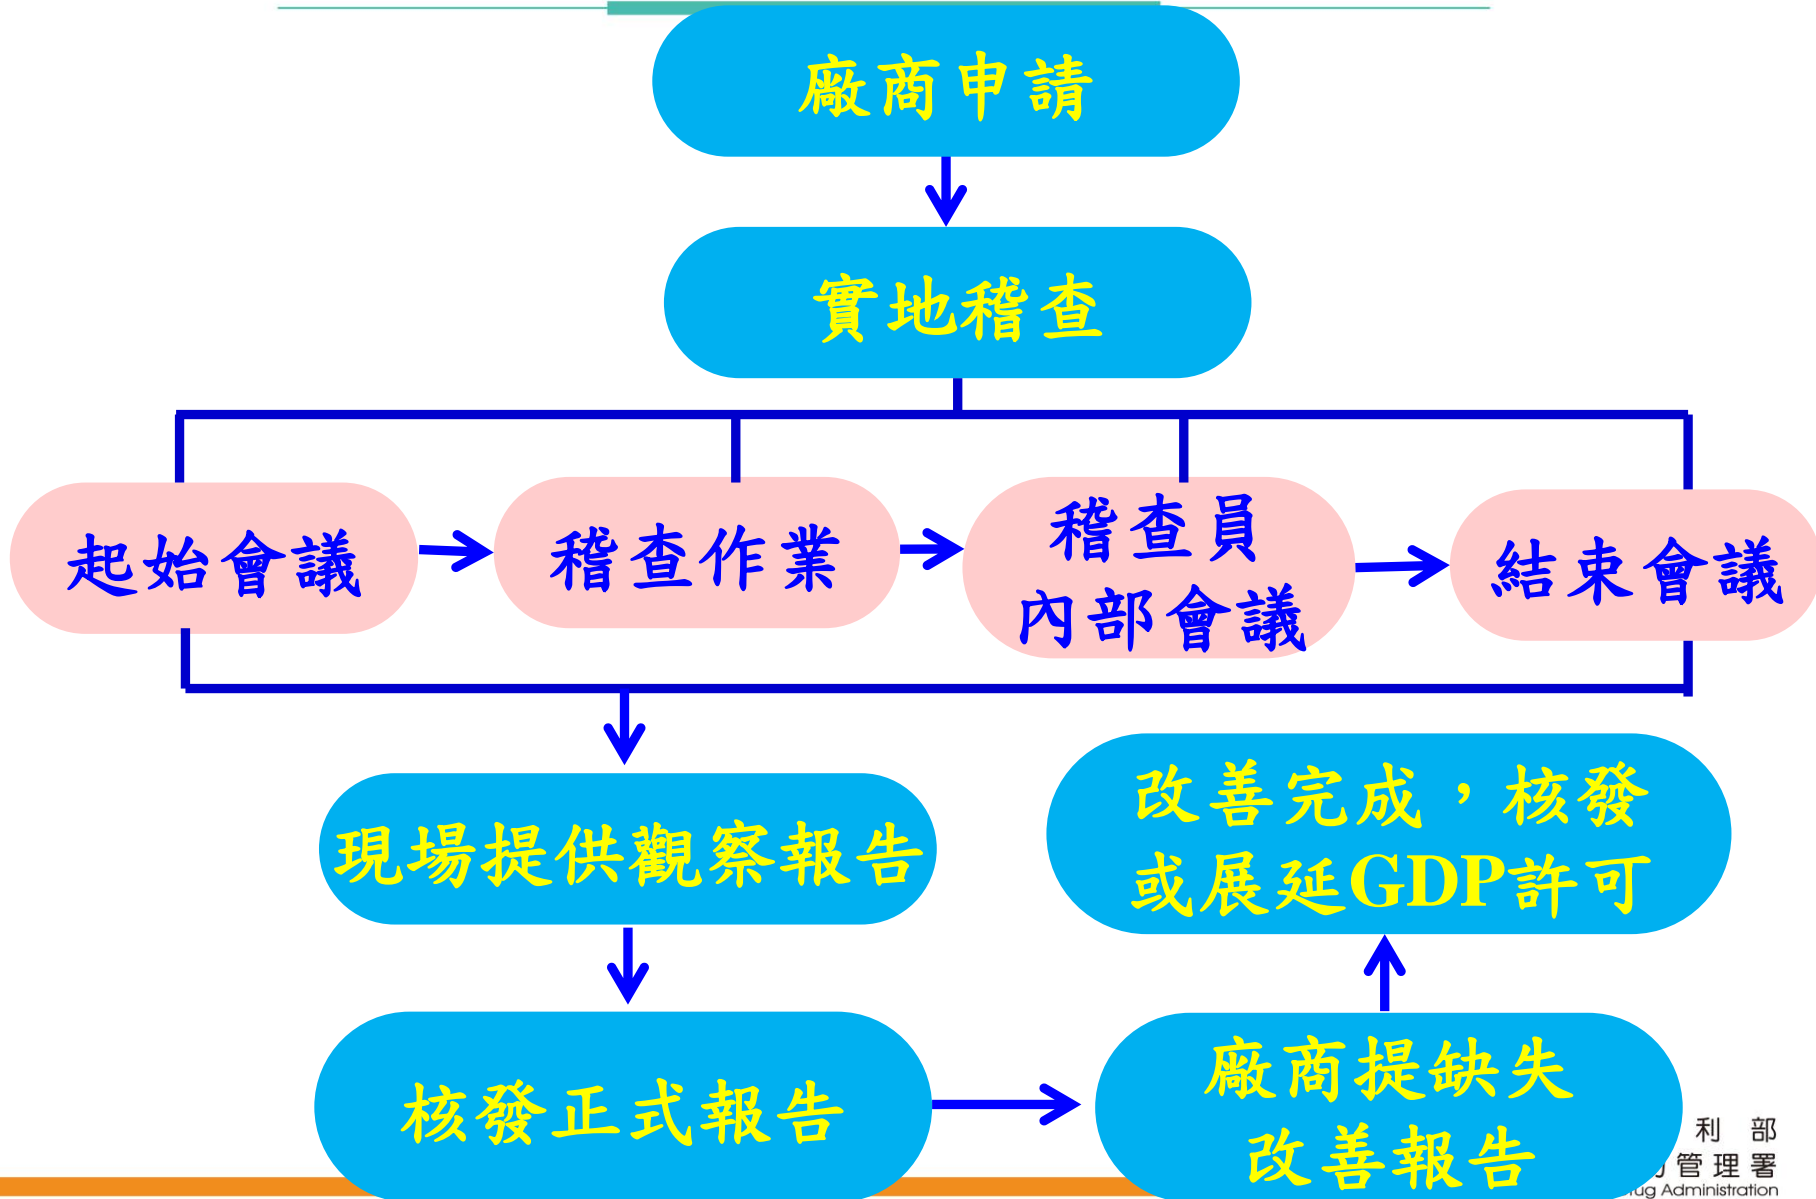 廠商申請
實地稽查
起始會議
稽查作業
稽查員
內部會議
結束會議
現場提供觀察報告
改善完成，核發
或展延GDP許可
核發正式報告
廠商提缺失
改善報告
利部
管理署
Administration